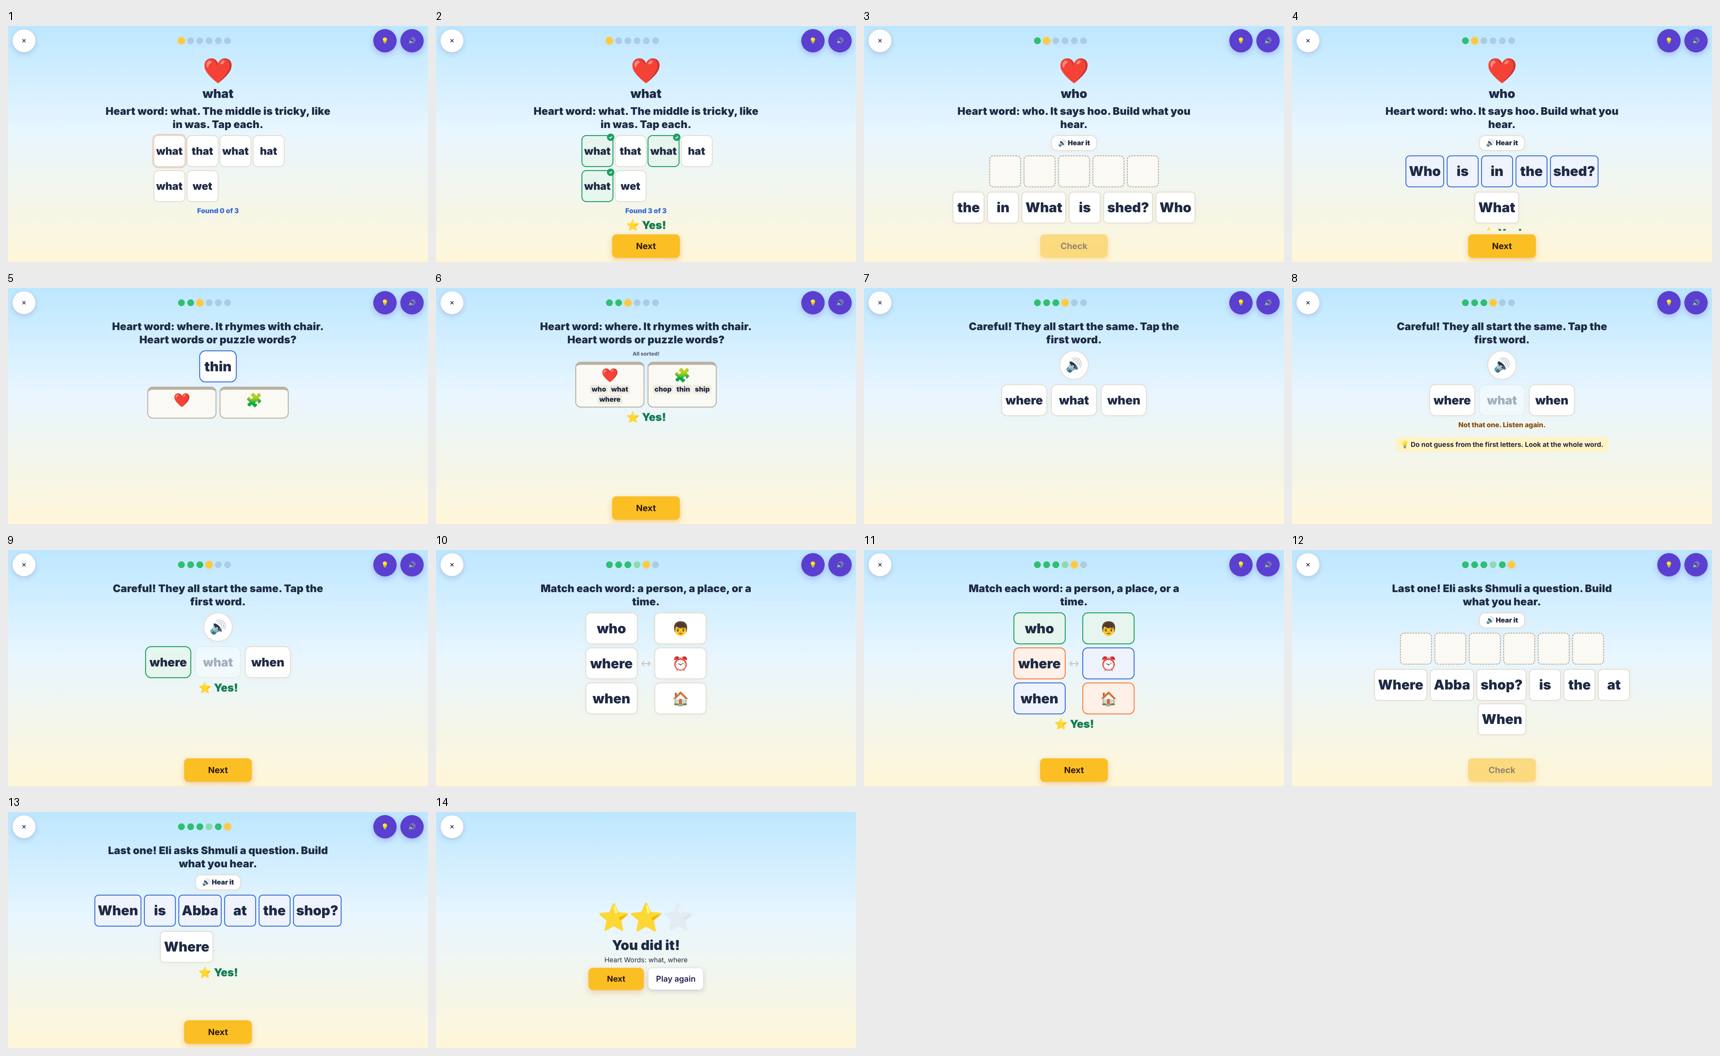 1
what
Heart word: what. The middle is tricky, like
in was. Tap each.
what that what hat
what wet
Found 0 of 3
2
what
Heart word: what. The middle is tricky, like
in was. Tap each.
what that what hat
what wet
Found 3 of 3
Yes!
Next
3
who
Heart word: who. It says hoo. Build what you
hear.
Hear it
the in What is shed? Who
Check
4
who
Heart word: who. It says hoo. Build what you
hear.
Hear it
Who is in the shed?
What
Next
5
Heart word: where. It rhymes with chair.
Heart words or puzzle words?
thin
6
Heart word: where. It rhymes with chair.
Heart words or puzzle words?
All sorted!
who what
where
chop thin ship
Yes!
Next
7
Careful! They all start the same. Tap the
first word.
where what when
8
Careful! They all start the same. Tap the
first word.
where what when
Not that one. Listen again.
Do not guess from the first letters. Look at the whole word.
9
Careful! They all start the same. Tap the
first word.
where what when
Yes!
Next
10
Match each word: a person, a place, or a
time.
who
where
when
11
Match each word: a person, a place, or a
time.
who
where
when
Yes!
Next
12
Last one! Eli asks Shmuli a question. Build
what you hear.
Hear it
Where Abba shop? is the at
When
Check
13
Last one! Eli asks Shmuli a question. Build
what you hear.
Hear it
When is Abba at the shop?
Where
Yes!
Next
14
You did it!
Heart Words: what, where
Next Play again